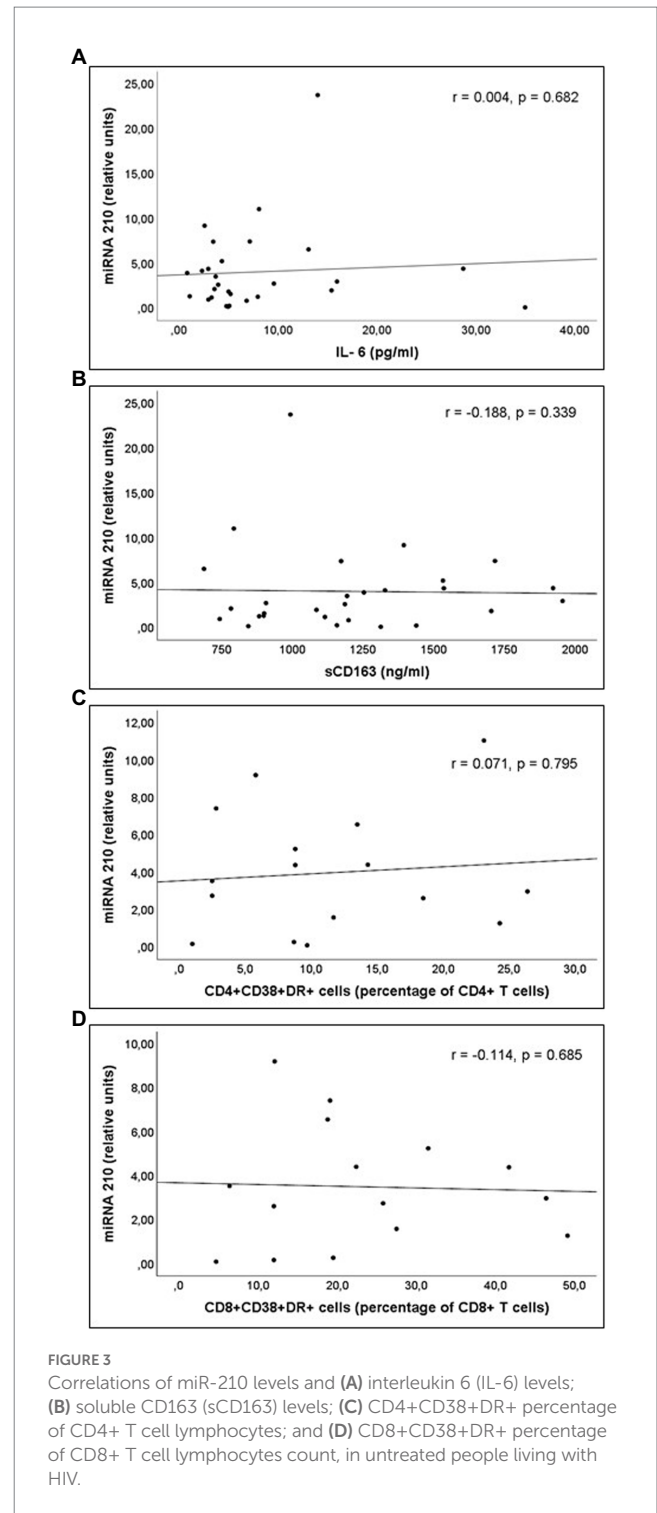 A
r = 0.004, p = 0.682
miRNA 210 (relative units)
25,00
20,00
15,00
10,00
5,00
,00
,00 10,00 20,00 30,00 40,00
IL- 6 (pg/ml)
B
r = -0.188, p = 0.339
miRNA 210 (relative units)
25,00
20,00
15,00
10,00
5,00
,00
750 1000 1250 1500 1750 2000
sCD163 (ng/ml)
C
r = 0.071, p = 0.795
miRNA 210 (relative units)
12,00
10,00
8,00
6,00
4,00
2,00
,00
,0 10,0 15,0 20,0 25,0 30,0
CD4+CD38+DR+ cells (percentage of CD4+ T cells)
D
r = -0.114, p = 0.685
miRNA 210 (relative units)
10,00
8,00
6,00
4,00
2,00
,00
,0 10,0 20,0 30,0 40,0 50,0
CD8+CD38+DR+ cells (percentage of CD8+ T cells)
FIGURE 3
Correlations of miR-210 levels and (A) interleukin 6 (IL-6) levels;
(B) soluble CD163 (sCD163) levels; (C) CD4+CD38+DR+ percentage
of CD4+ T cell lymphocytes; and (D) CD8+CD38+DR+ percentage
of CD8+ T cell lymphocytes count, in untreated people living with
HIV.